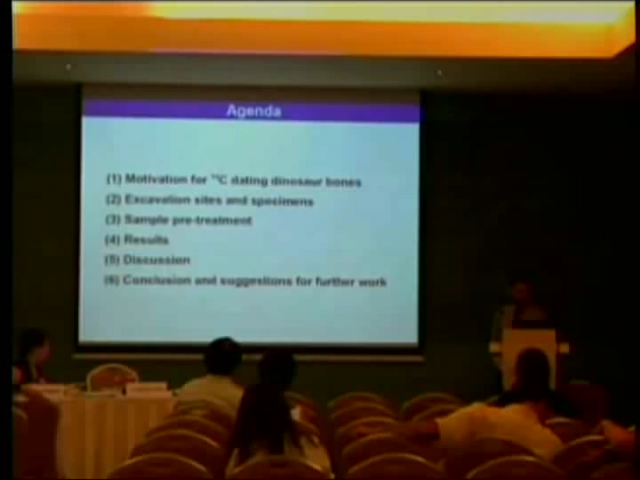 Agenda
(1) Motivation for ¹⁴C dating dinosaur bones
(2) Excavation sites and specimens
(3) Sample pre-treatment
(4) Results
(5) Discussion
(6) Conclusion and suggestions for further work